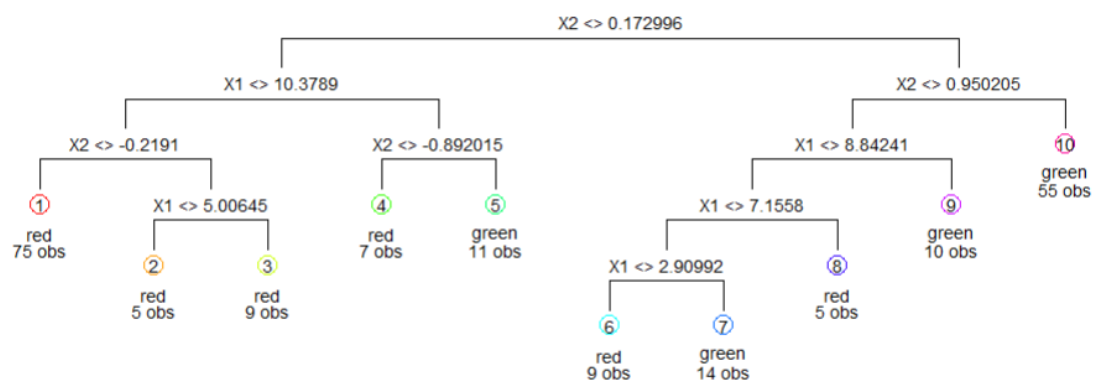 X2 <> 0.172996
X1 <> 10.3789
X2 <> 0.950205
X2 <> -0.2191
X2 <> -0.892015
X1 <> 8.84241
10
green
55 obs
1
red
75 obs
X1 <> 5.00645
4
red
7 obs
5
green
11 obs
X1 <> 7.1558
9
green
10 obs
2
red
5 obs
3
red
9 obs
X1 <> 2.90992
8
red
5 obs
6
red
9 obs
7
green
14 obs